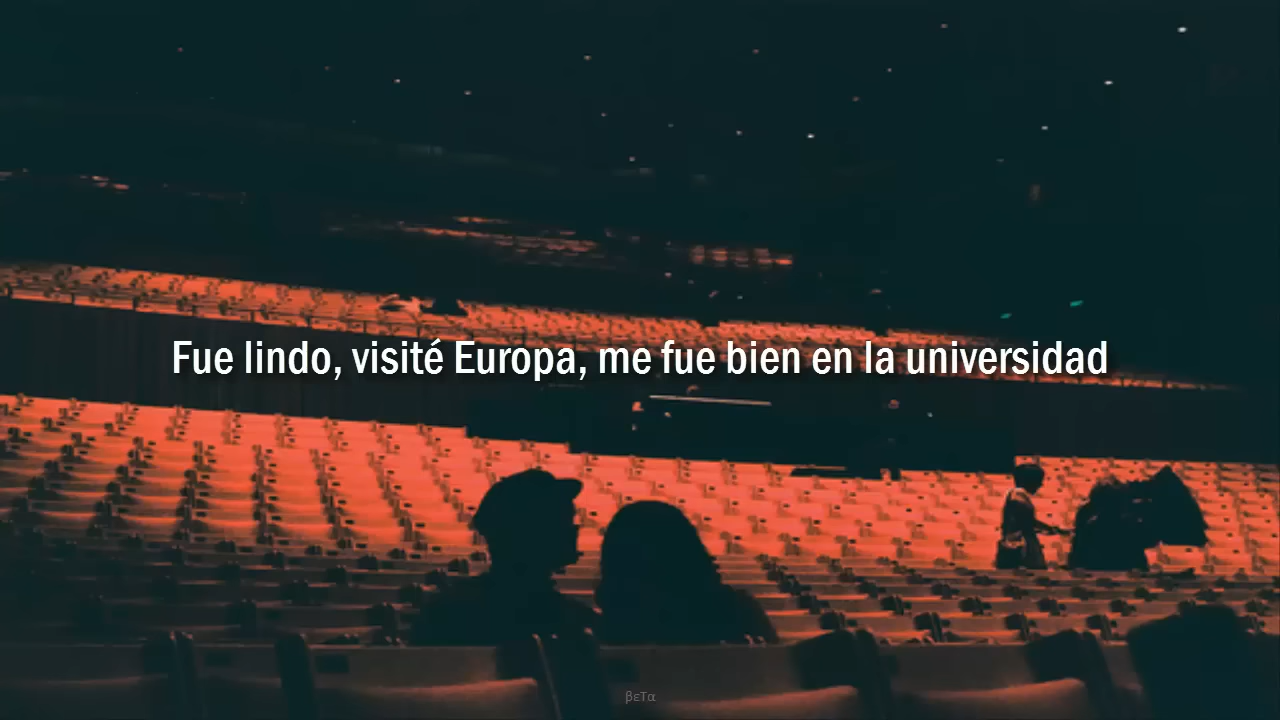 Fue lindo, visité Europa, me fue bien en la universidad
βεΤα